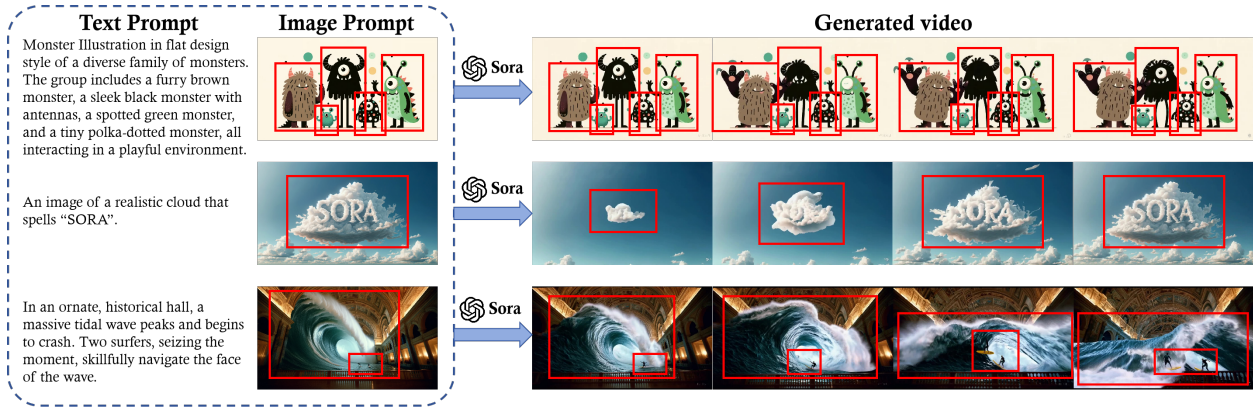 Text Prompt
Image Prompt
Generated video
Monster Illustration in flat design
style of a diverse family of monsters.
The group includes a furry brown
monster, a sleek black monster with
antennas, a spotted green monster,
and a tiny polka-dotted monster, all
interacting in a playful environment.
Sora
An image of a realistic cloud that
spells “SORA”.
SORA
Sora
SORA
SORA
In an ornate, historical hall, a
massive tidal wave peaks and begins
to crash. Two surfers, seizing the
moment, skillfully navigate the face
of the wave.
Sora